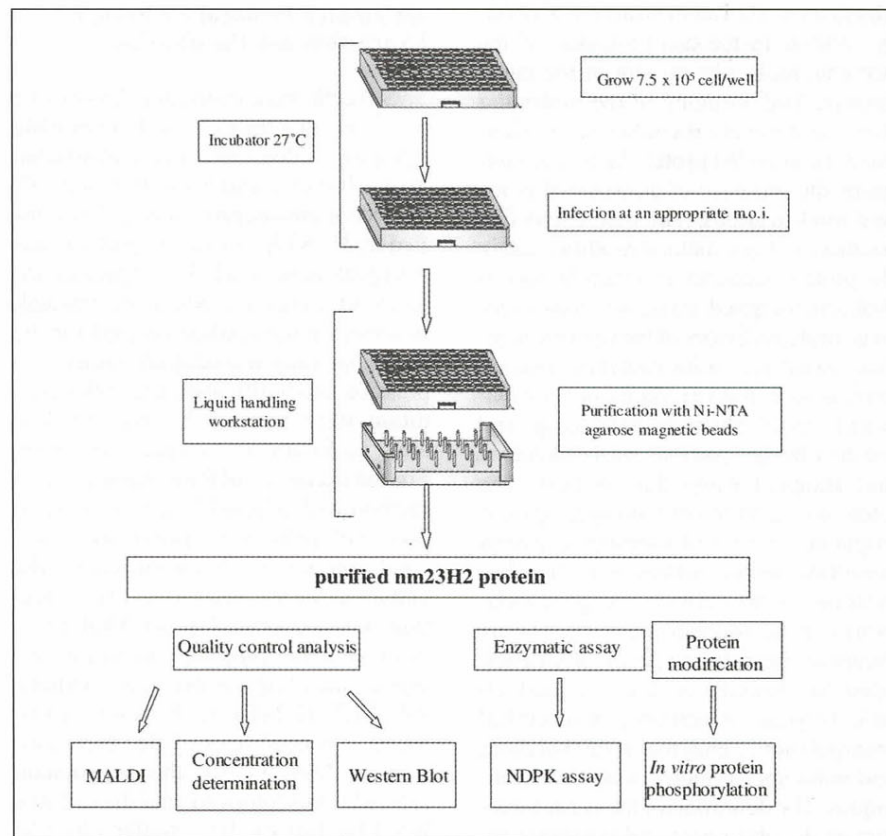 Grow 7.5 x 10⁵ cell/well
Incubator 27°C
Infection at an appropriate m.o.i.
Liquid handling
workstation
Purification with Ni-NTA
agarose magnetic beads
purified nm23H2 protein
Quality control analysis
Enzymatic assay
Protein
modification
MALDI
Concentration
determination
Western Blot
NDPK assay
In vitro protein
phosphorylation